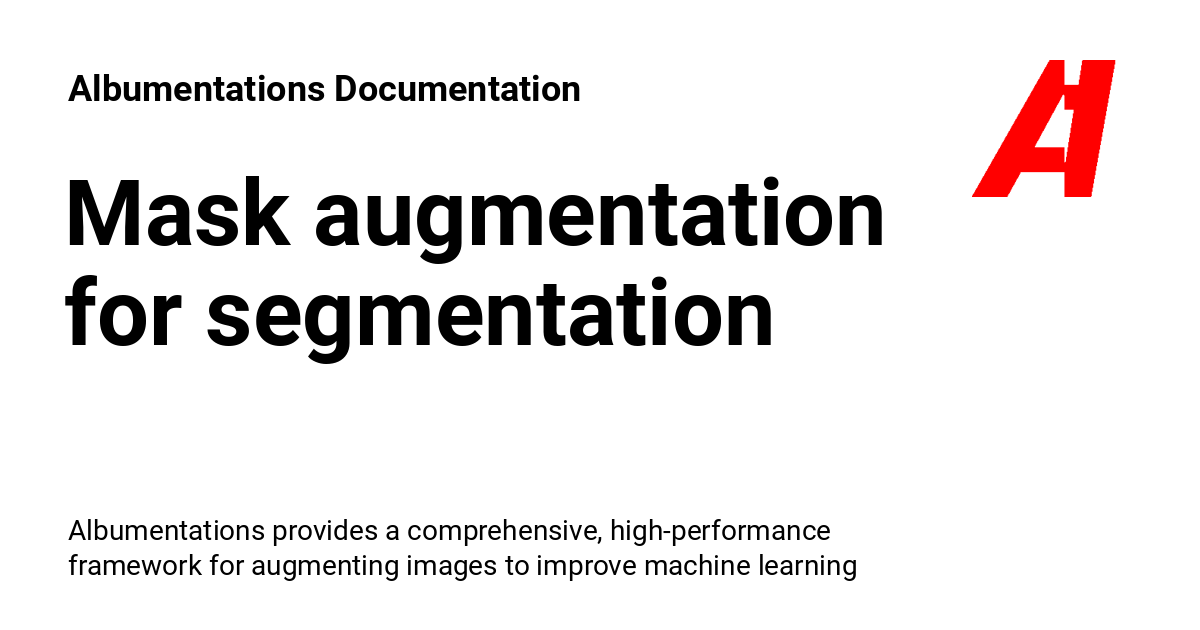 Albumentations Documentation
Mask augmentation
for segmentation
Albumentations provides a comprehensive, high-performance
framework for augmenting images to improve machine learning